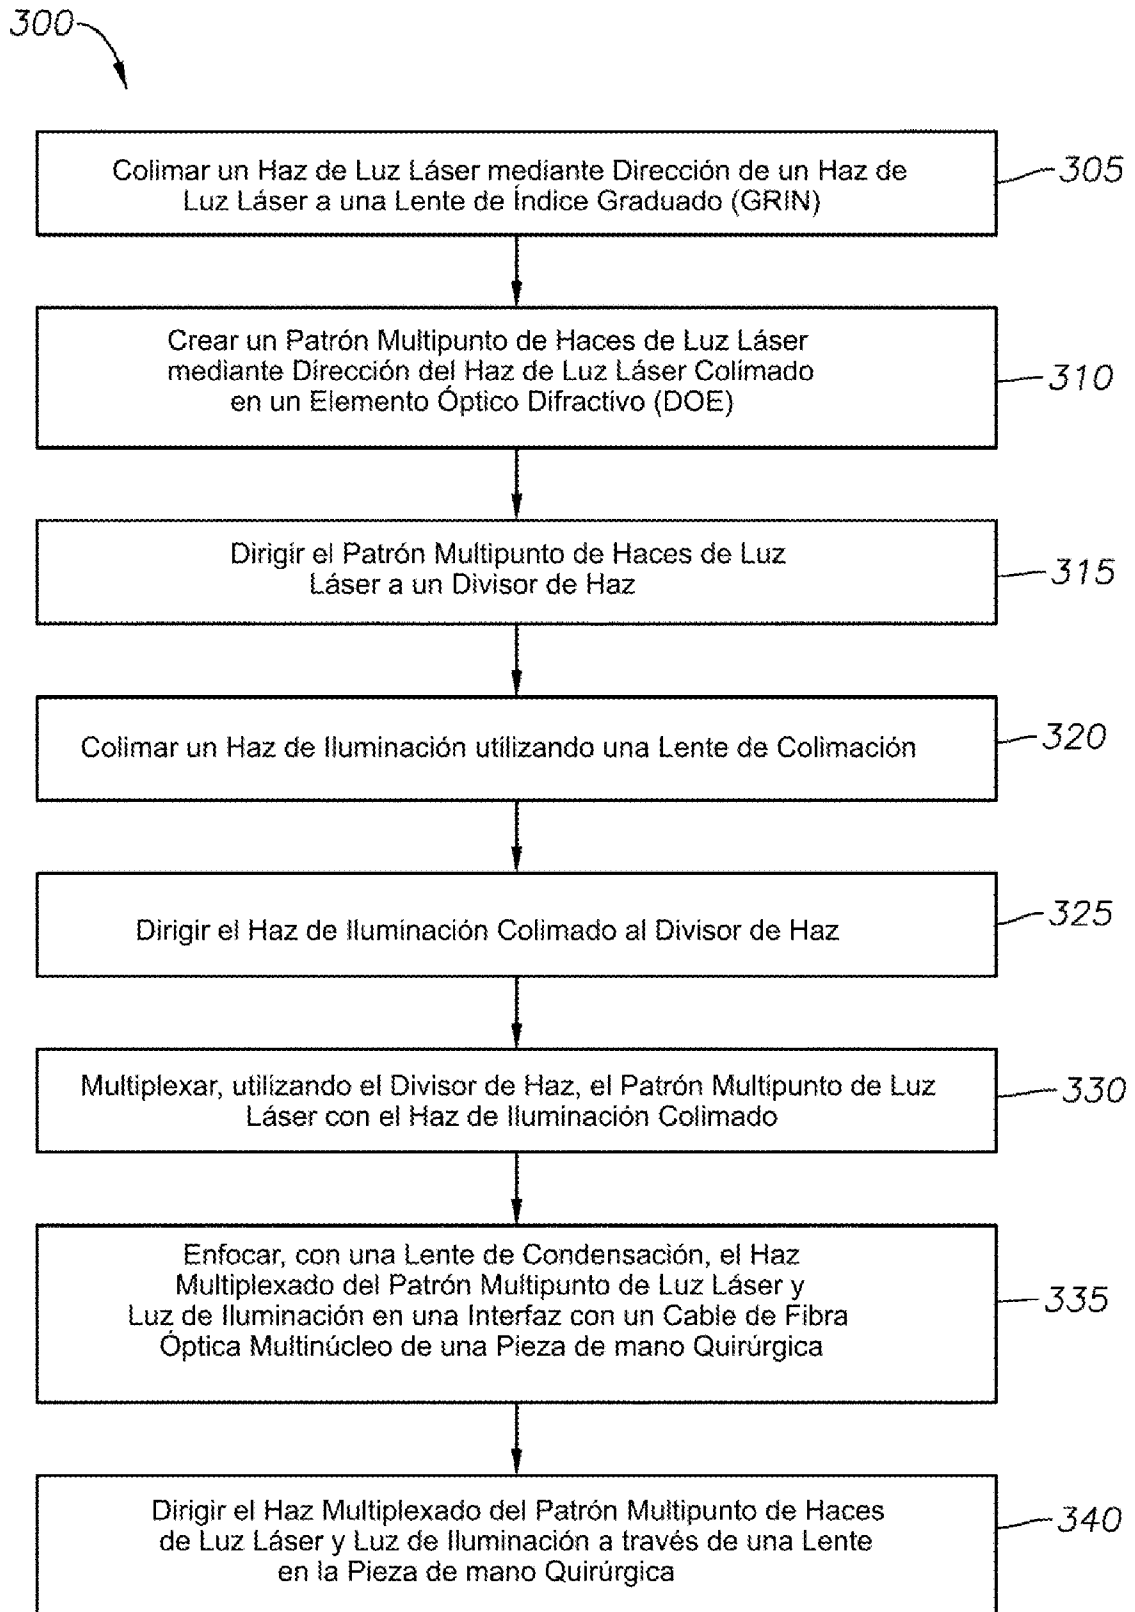 300
Colimar un Haz de Luz Láser mediante Dirección de un Haz de
Luz Láser a una Lente de Índice Graduado (GRIN)
305
Crear un Patrón Multipunto de Haces de Luz Láser
mediante Dirección del Haz de Luz Láser Colimado
en un Elemento Óptico Difractivo (DOE)
310
Dirigir el Patrón Multipunto de Haces de Luz
Láser a un Divisor de Haz
315
Colimar un Haz de Iluminación utilizando una Lente de Colimación
320
Dirigir el Haz de Iluminación Colimado al Divisor de Haz
325
Multiplexar, utilizando el Divisor de Haz, el Patrón Multipunto de Luz
Láser con el Haz de Iluminación Colimado
330
Enfocar, con una Lente de Condensación, el Haz
Multiplexado del Patrón Multipunto de Luz Láser y
Luz de Iluminación en una Interfaz con un Cable de Fibra
Óptica Multinúcleo de una Pieza de mano Quirúrgica
335
Dirigir el Haz Multiplexado del Patrón Multipunto de Haces
de Luz Láser y Luz de Iluminación a través de una Lente
en la Pieza de mano Quirúrgica
340